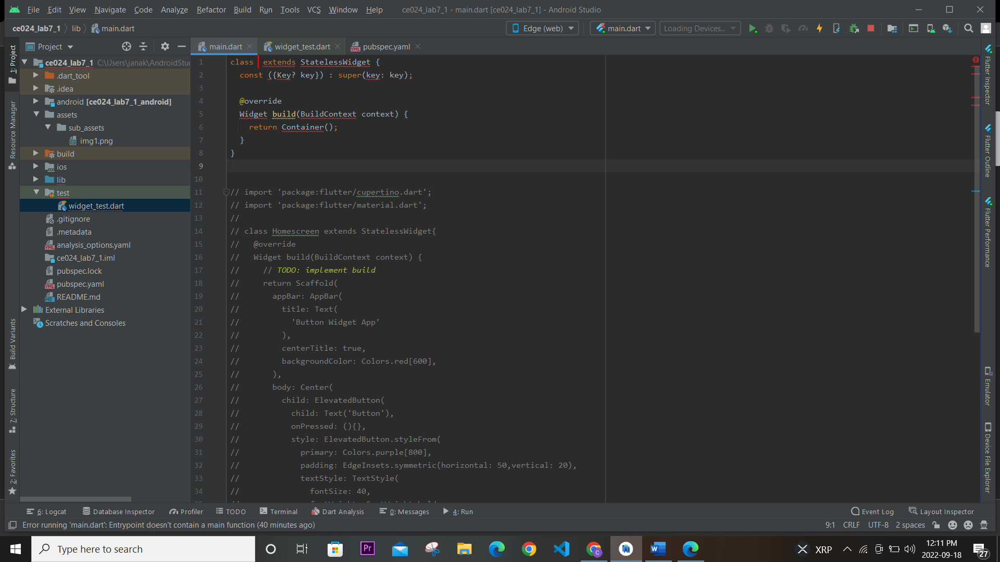 File Edit View Navigate Code Analyze Refactor Build Run Tools VCS Window Help ce024_lab7_1 - main.dart [ce024_lab7_1] - Android Studio
ce024_lab7_1 lib main.dart Edge (web) main.dart Loading Devices...
Project
main.dart widget_test.dart pubspec.yaml
1: Project
Resource Manager
Build Variants
7: Structure
2: Favorites
ce024_lab7_1 C:\Users\janak\AndroidStu
.dart_tool
.idea
android [ce024_lab7_1_android]
assets
sub_assets
img1.png
build
ios
lib
test
widget_test.dart
.gitignore
.metadata
analysis_options.yaml
ce024_lab7_1.iml
pubspec.lock
pubspec.yaml
README.md
External Libraries
Scratches and Consoles
1 class extends StatelessWidget {
2 const ({Key? key}) : super(key: key);
3
4 @override
5 Widget build(BuildContext context) {
6 return Container();
7 }
8 }
9
10
11 // import 'package:flutter/cupertino.dart';
12 // import 'package:flutter/material.dart';
13 //
14 // class Homescreen extends StatelessWidget{
15 // @override
16 // Widget build(BuildContext context) {
17 // // TODO: implement build
18 // return Scaffold(
19 // appBar: AppBar(
20 // title: Text(
21 // 'Button Widget App'
22 // ),
23 // centerTitle: true,
24 // backgroundColor: Colors.red[600],
25 // ),
26 // body: Center(
27 // child: ElevatedButton(
28 // child: Text('Button'),
29 // onPressed: (){},
30 // style: ElevatedButton.styleFrom(
31 // primary: Colors.purple[800],
32 // padding: EdgeInsets.symmetric(horizontal: 50,vertical: 20),
33 // textStyle: TextStyle(
34 // fontSize: 40,
Flutter Inspector
Flutter Outline
Flutter Performance
Emulator
Device File Explorer
6: Logcat Database Inspector Profiler TODO Terminal Dart Analysis 0: Messages 4: Run Event Log Layout Inspector
Error running 'main.dart': Entrypoint doesn't contain a main function (40 minutes ago) 9:1 CRLF UTF-8 2 spaces
Type here to search Pr XRP 12:11 PM
2022-09-18 27